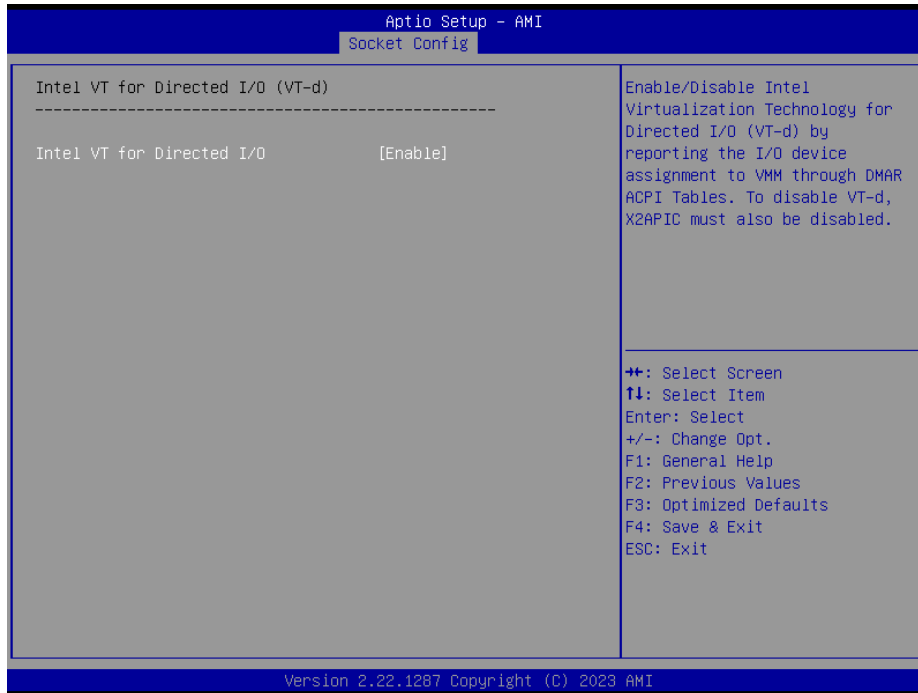 Aptio Setup - AMI
Socket Config
Intel VT for Directed I/O (VT-d)
--------------------------------------------------
Intel VT for Directed I/O [Enable]
Enable/Disable Intel
Virtualization Technology for
Directed I/O (VT-d) by
reporting the I/O device
assignment to VMM through DMAR
ACPI Tables. To disable VT-d,
X2APIC must also be disabled.
→←: Select Screen
↑↓: Select Item
Enter: Select
+/-: Change Opt.
F1: General Help
F2: Previous Values
F3: Optimized Defaults
F4: Save & Exit
ESC: Exit
Version 2.22.1287 Copyright (C) 2023 AMI